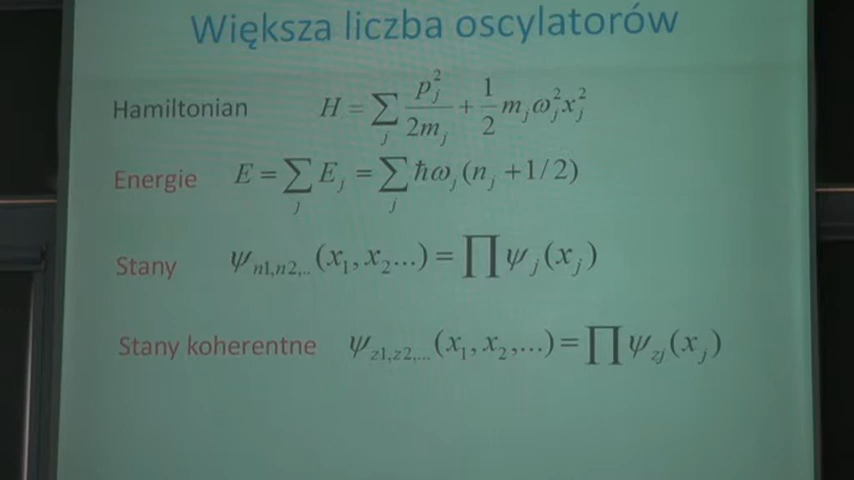 Większa liczba oscylatorów
Hamiltonian H = ∑_j p_j^2/2m_j + 1/2 m_j ω_j^2 x_j^2
Energie E = ∑_j E_j = ∑_j ħω_j (n_j +1/2)
Stany ψ_{n1,n2,..} (x_1, x_2...) = ∏ ψ_j (x_j)
Stany koherentne ψ_{z1,z2,...} (x_1, x_2,...) = ∏ ψ_{zj} (x_j)